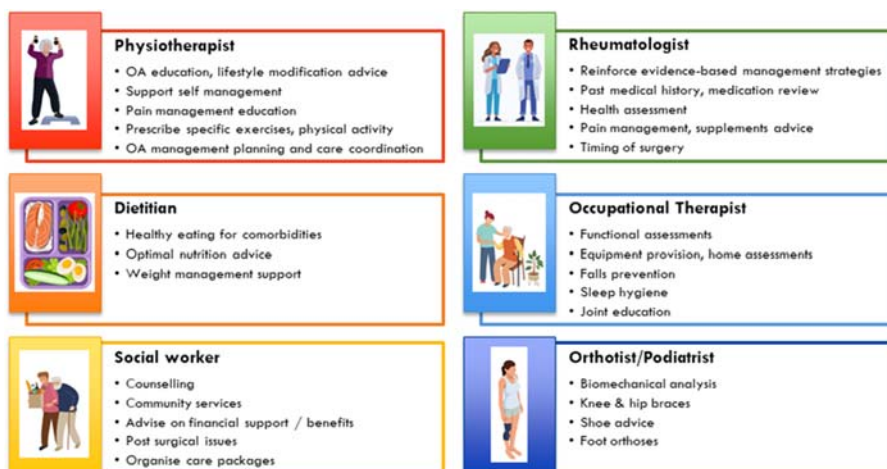 Physiotherapist
• OA education, lifestyle modification advice
• Support self management
• Pain management education
• Prescribe specific exercises, physical activity
• OA management planning and care coordination
Rheumatologist
• Reinforce evidence-based management strategies
• Past medical history, medication review
• Health assessment
• Pain management, supplements advice
• Timing of surgery
Dietitian
• Healthy eating for comorbidities
• Optimal nutrition advice
• Weight management support
Occupational Therapist
• Functional assessments
• Equipment provision, home assessments
• Falls prevention
• Sleep hygiene
• Joint education
Social worker
• Counselling
• Community services
• Advise on financial support / benefits
• Post surgical issues
• Organise care packages
Orthotist/Podiatrist
• Biomechanical analysis
• Knee & hip braces
• Shoe advice
• Foot orthoses